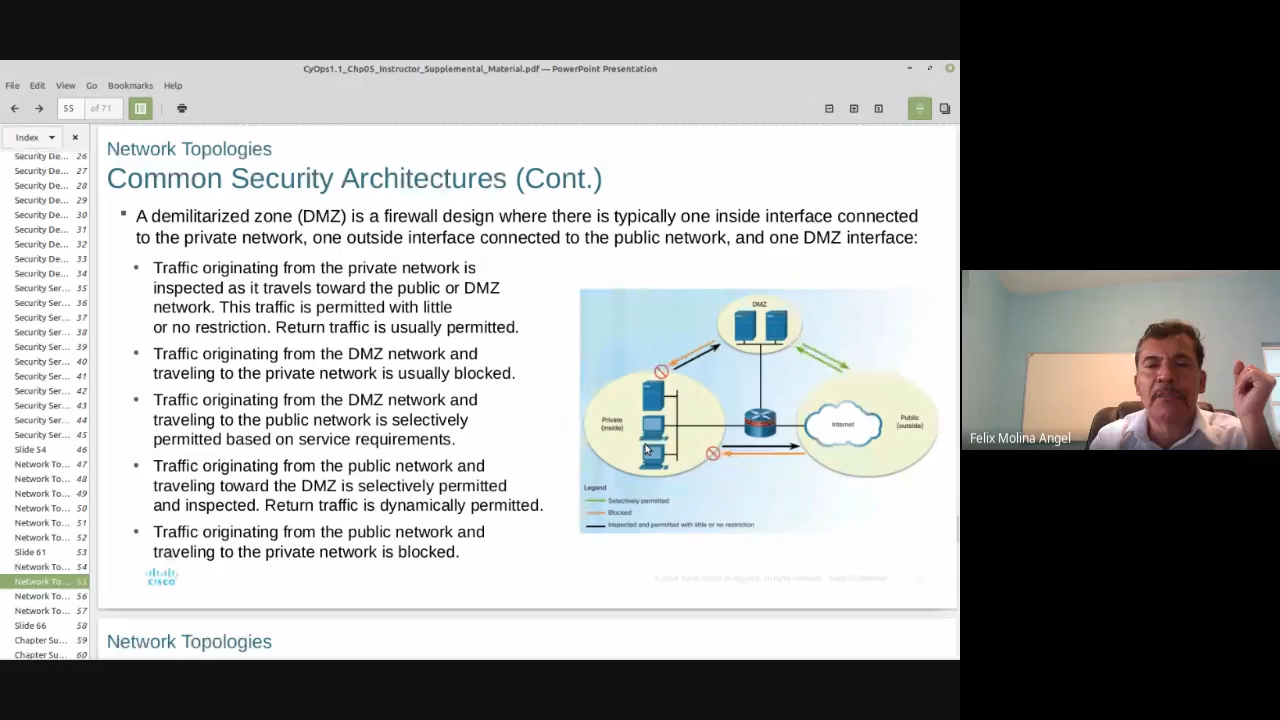 CyOps1.1_Chp05_Instructor_Supplemental_Material.pdf — PowerPoint Presentation
File Edit View Go Bookmarks Help
55 of 71
Index
Security De... 26
Security De... 27
Security De... 28
Security De... 29
Security De... 30
Security De... 31
Security De... 32
Security De... 33
Security De... 34
Security Ser... 35
Security Ser... 36
Security Ser... 37
Security Ser... 38
Security Ser... 39
Security Ser... 40
Security Ser... 41
Security Ser... 42
Security Ser... 43
Security Ser... 44
Security Ser... 45
Slide 54 46
Network To... 47
Network To... 48
Network To... 49
Network To... 50
Network To... 51
Network To... 52
Slide 61 53
Network To... 54
Network To... 55
Network To... 56
Network To... 57
Slide 66 58
Chapter Su... 59
Chapter Su... 60
Network Topologies
Common Security Architectures (Cont.)
A demilitarized zone (DMZ) is a firewall design where there is typically one inside interface connected
to the private network, one outside interface connected to the public network, and one DMZ interface:
Traffic originating from the private network is
inspected as it travels toward the public or DMZ
network. This traffic is permitted with little
or no restriction. Return traffic is usually permitted.
Traffic originating from the DMZ network and
traveling to the private network is usually blocked.
Traffic originating from the DMZ network and
traveling to the public network is selectively
permitted based on service requirements.
Traffic originating from the public network and
traveling toward the DMZ is selectively permitted
and inspected. Return traffic is dynamically permitted.
Traffic originating from the public network and
traveling to the private network is blocked.
DMZ
Private
(inside)
Internet
Public
(outside)
Legend
Selectively permitted
Blocked
Inspected and permitted with little or no restriction
CISCO
Network Topologies
Felix Molina Angel